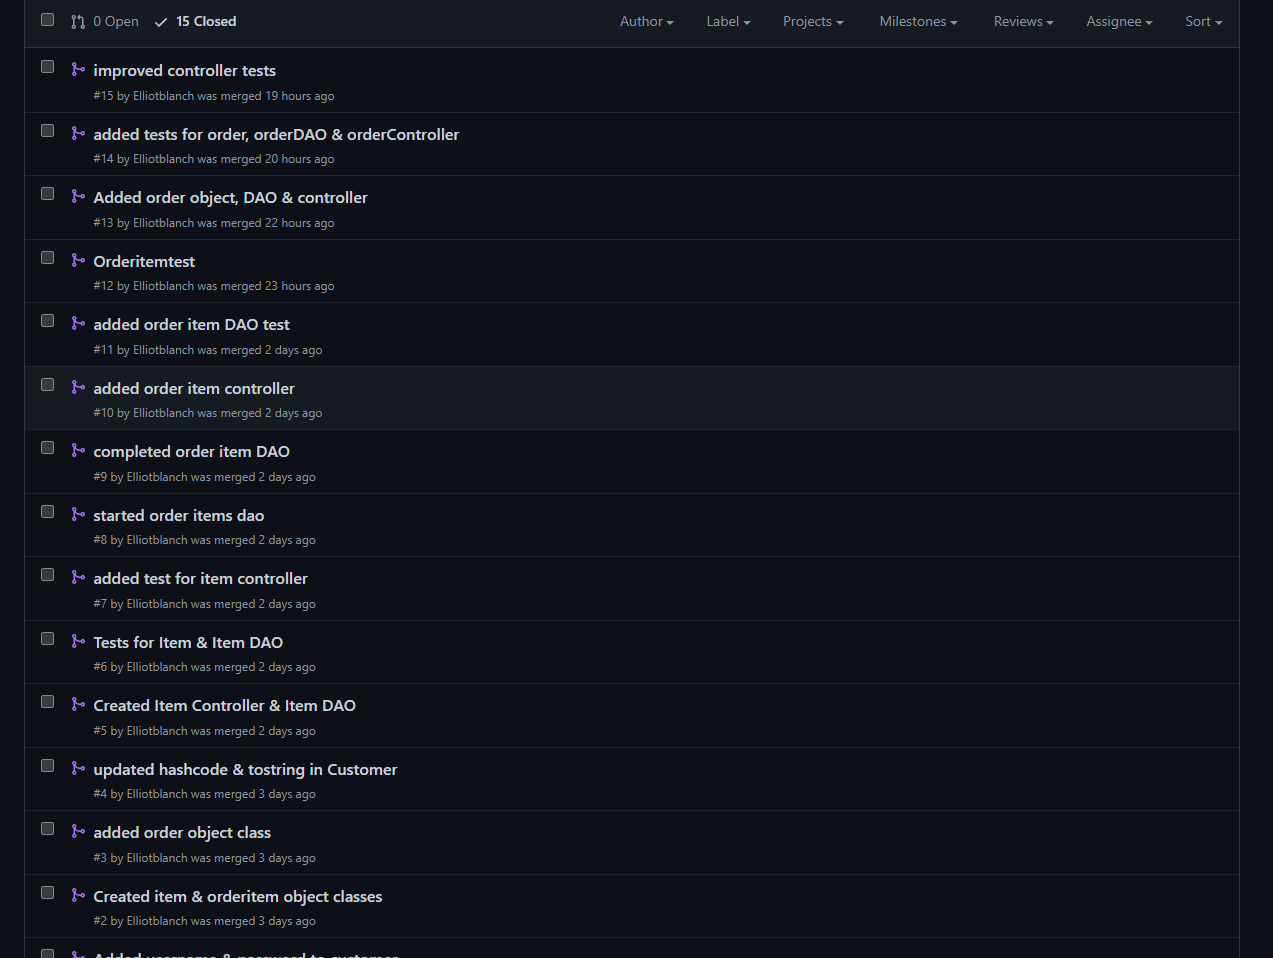 0 Open 15 Closed Author Label Projects Milestones Reviews Assignee Sort
improved controller tests
#15 by Elliotblanch was merged 19 hours ago
added tests for order, orderDAO & orderController
#14 by Elliotblanch was merged 20 hours ago
Added order object, DAO & controller
#13 by Elliotblanch was merged 22 hours ago
Orderitemtest
#12 by Elliotblanch was merged 23 hours ago
added order item DAO test
#11 by Elliotblanch was merged 2 days ago
added order item controller
#10 by Elliotblanch was merged 2 days ago
completed order item DAO
#9 by Elliotblanch was merged 2 days ago
started order items dao
#8 by Elliotblanch was merged 2 days ago
added test for item controller
#7 by Elliotblanch was merged 2 days ago
Tests for Item & Item DAO
#6 by Elliotblanch was merged 2 days ago
Created Item Controller & Item DAO
#5 by Elliotblanch was merged 2 days ago
updated hashcode & tostring in Customer
#4 by Elliotblanch was merged 3 days ago
added order object class
#3 by Elliotblanch was merged 3 days ago
Created item & orderitem object classes
#2 by Elliotblanch was merged 3 days ago
Added username & password to customer